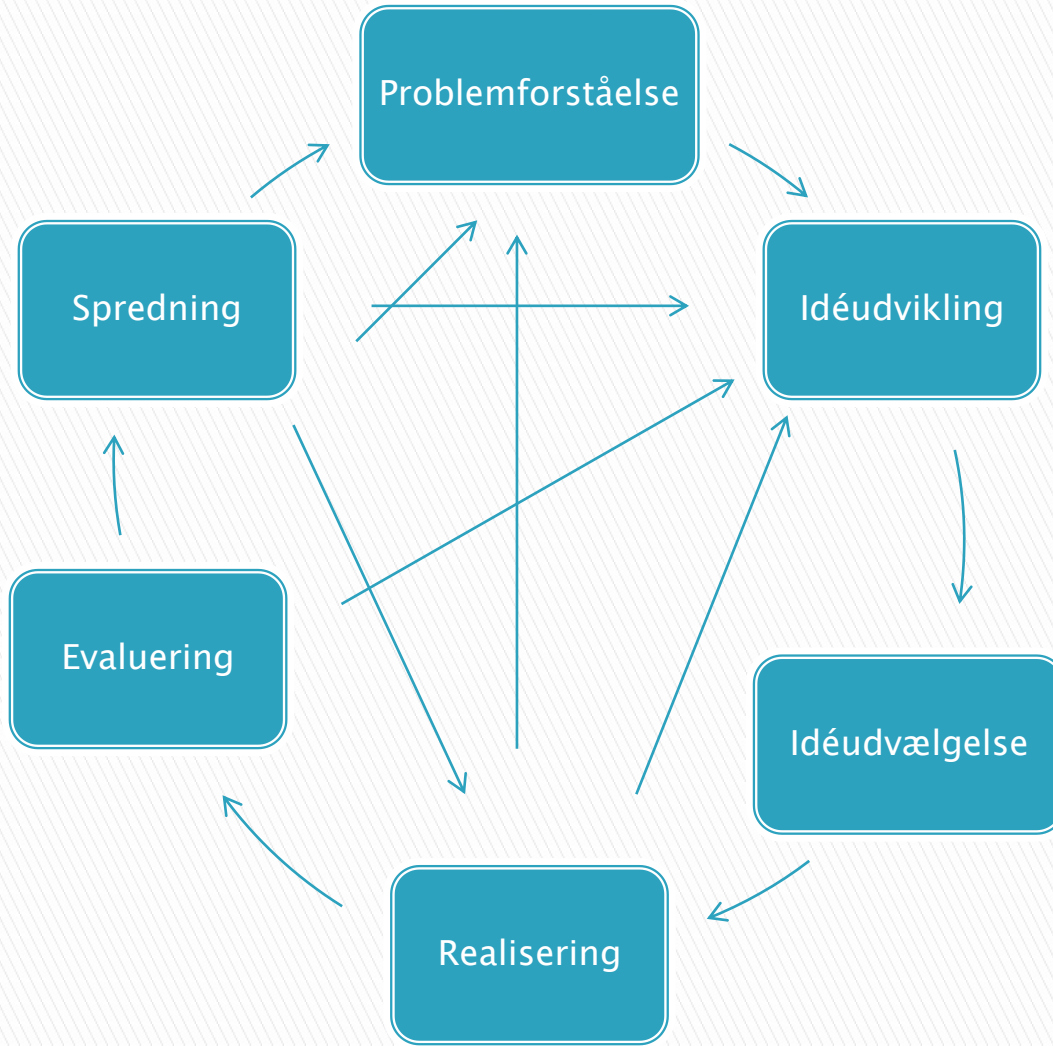 Problemforståelse
Idéudvikling
Idéudvælgelse
Realisering
Evaluering
Spredning